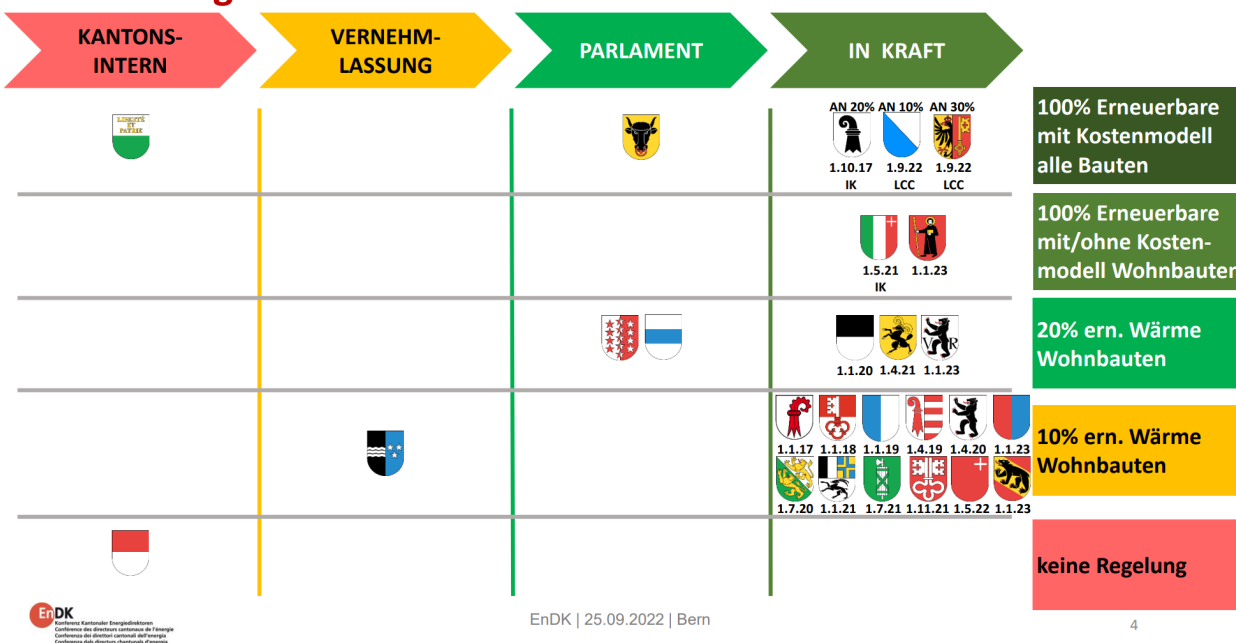 KANTONS-
INTERN
VERNEHM-
LASSUNG
PARLAMENT
IN KRAFT
LIBERTÉ
ET
PATRIE
AN 20% AN 10% AN 30%
1.10.17 1.9.22 1.9.22
IK LCC LCC
100% Erneuerbare
mit Kostenmodell
alle Bauten
1.5.21 1.1.23
IK
100% Erneuerbare
mit/ohne Kosten-
modell Wohnbauten
V R
1.1.20 1.4.21 1.1.23
20% ern. Wärme
Wohnbauten
1.1.17 1.1.18 1.1.19 1.4.19 1.4.20 1.1.23
1.7.20 1.1.21 1.7.21 1.11.21 1.5.22 1.1.23
10% ern. Wärme
Wohnbauten
keine Regelung
EnDK
Konferenz Kantonaler Energiedirektoren
Conférence des directeurs cantonaux de l'énergie
Conferenza dei direttori cantonali dell'energia
Conferenza dals directurs chantunals d'energia
EnDK | 25.09.2022 | Bern
4